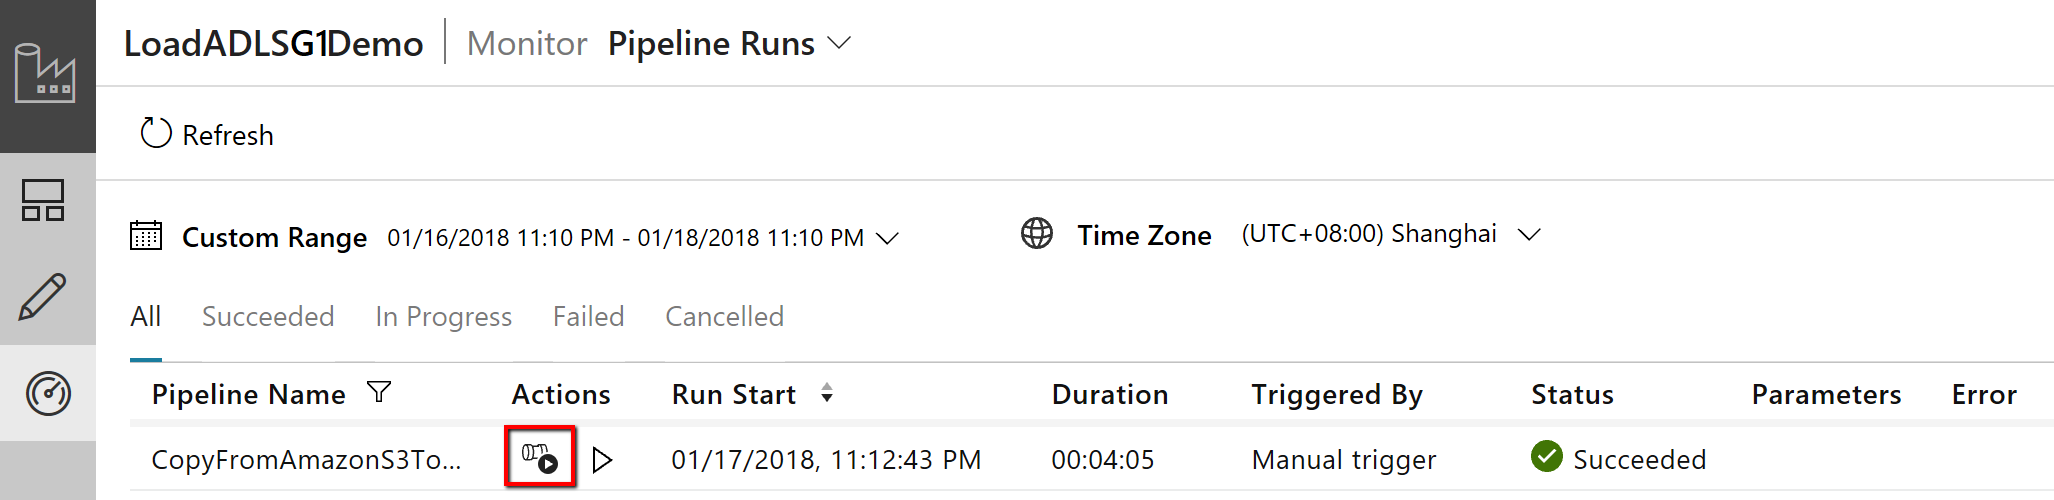 LoadADLSG1Demo Monitor Pipeline Runs
Refresh
Custom Range 01/16/2018 11:10 PM - 01/18/2018 11:10 PM Time Zone (UTC+08:00) Shanghai
All Succeeded In Progress Failed Cancelled
Pipeline Name Actions Run Start Duration Triggered By Status Parameters Error
CopyFromAmazonS3To... 01/17/2018, 11:12:43 PM 00:04:05 Manual trigger Succeeded